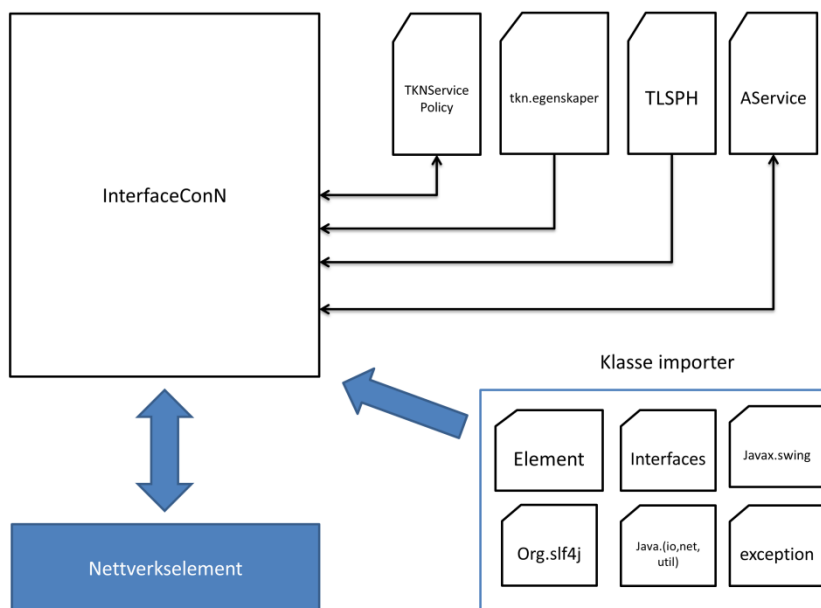 TKNService
Policy
tkn.egenskaper
TLSPH
AService
InterfaceConN
Klasse importer
Element
Interfaces
Javax.swing
Org.slf4j
Java.(io,net,
util)
exception
Nettverkselement